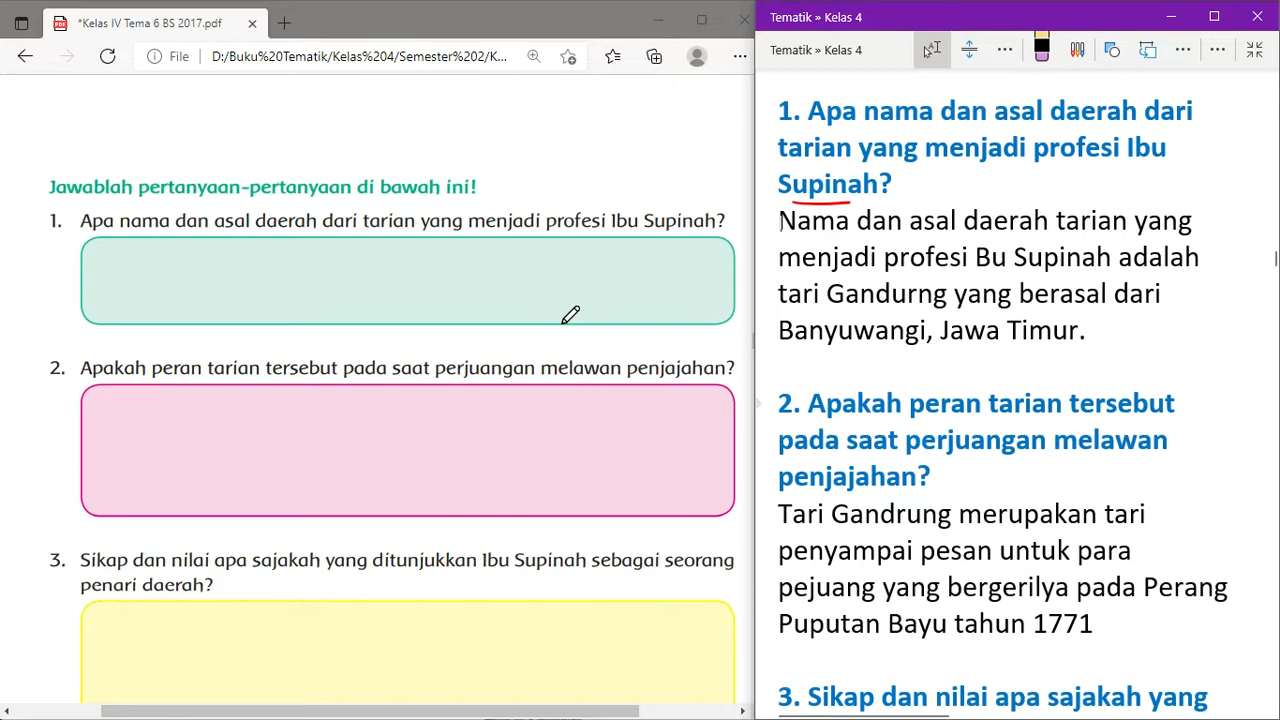 *Kelas IV Tema 6 BS 2017.pdf
File D:/Buku%20Tematik/Kelas%204/Semester%202/K...
Jawablah pertanyaan-pertanyaan di bawah ini!
1. Apa nama dan asal daerah dari tarian yang menjadi profesi Ibu Supinah?
2. Apakah peran tarian tersebut pada saat perjuangan melawan penjajahan?
3. Sikap dan nilai apa sajakah yang ditunjukkan Ibu Supinah sebagai seorang
penari daerah?
Tematik » Kelas 4
Tematik » Kelas 4
1. Apa nama dan asal daerah dari
tarian yang menjadi profesi Ibu
Supinah?
Nama dan asal daerah tarian yang
menjadi profesi Bu Supinah adalah
tari Gandurng yang berasal dari
Banyuwangi, Jawa Timur.
2. Apakah peran tarian tersebut
pada saat perjuangan melawan
penjajahan?
Tari Gandrung merupakan tari
penyampai pesan untuk para
pejuang yang bergerilya pada Perang
Puputan Bayu tahun 1771
3. Sikap dan nilai apa sajakah yang